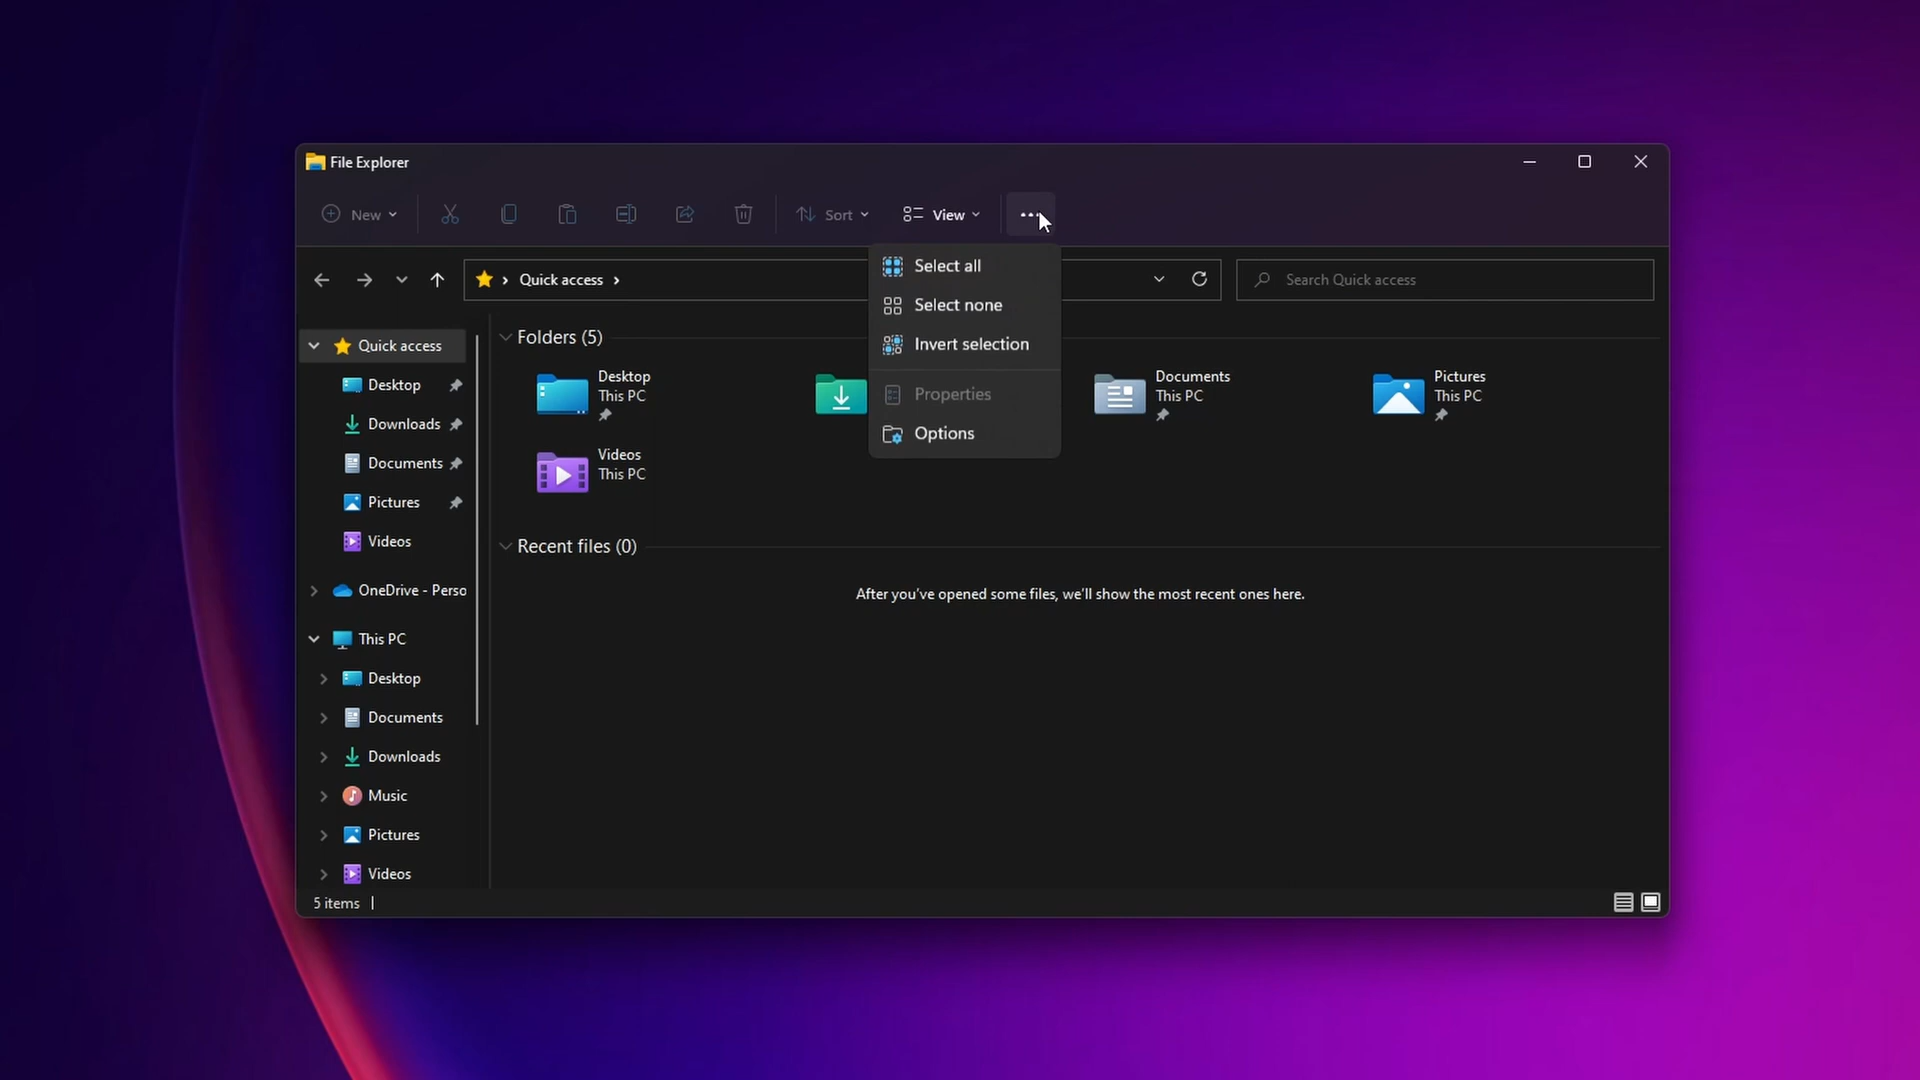 File Explorer
New
Sort
View
Quick access
Search Quick access
Select all
Select none
Invert selection
Properties
Options
Quick access
Desktop
Downloads
Documents
Pictures
Videos
OneDrive - Perso
This PC
Desktop
Documents
Downloads
Music
Pictures
Videos
Folders (5)
Desktop
This PC
Documents
This PC
Pictures
This PC
Videos
This PC
Recent files (0)
After you've opened some files, we'll show the most recent ones here.
5 items